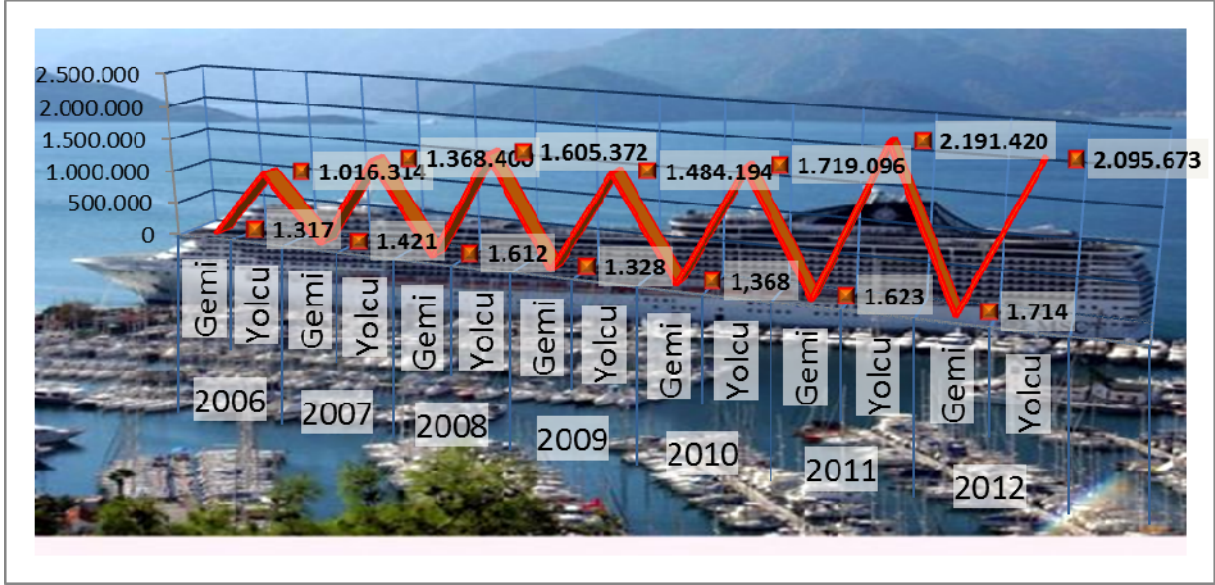 2.500.000
2.000.000
1.500.000
1.000.000
500.000
0
1.317
1.016.314
1.421
1.368.400
1.612
1.605.372
1.328
1.484.194
1,368
1.719.096
1.623
2.191.420
1.714
2.095.673
Gemi
Yolcu
Gemi
Yolcu
Gemi
Yolcu
Gemi
Yolcu
Gemi
Yolcu
Gemi
Yolcu
Gemi
Yolcu
2006
2007
2008
2009
2010
2011
2012